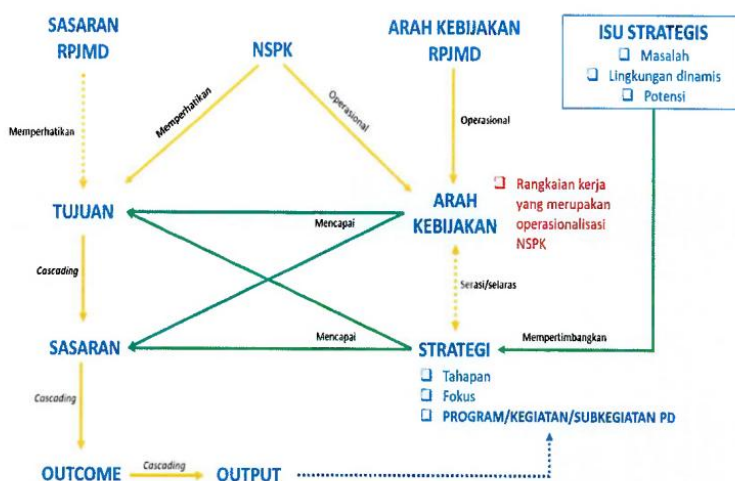 SASARAN
RPJMD
NSPK
ARAH KEBIJAKAN
RPJMD
ISU STRATEGIS
Masalah
Lingkungan dinamis
Potensi
Memperhatikan
Memperhatikan
Operasional
Operasional
TUJUAN
Mencapai
ARAH
KEBIJAKAN
Rangkaian kerja
yang merupakan
operasionalisasi
NSPK
Cascading
Serasi/selaras
SASARAN
Mencapai
STRATEGI
Mempertimbangkan
Tahapan
Fokus
PROGRAM/KEGIATAN/SUBKEGIATAN PD
Cascading
OUTCOME
Cascading
OUTPUT